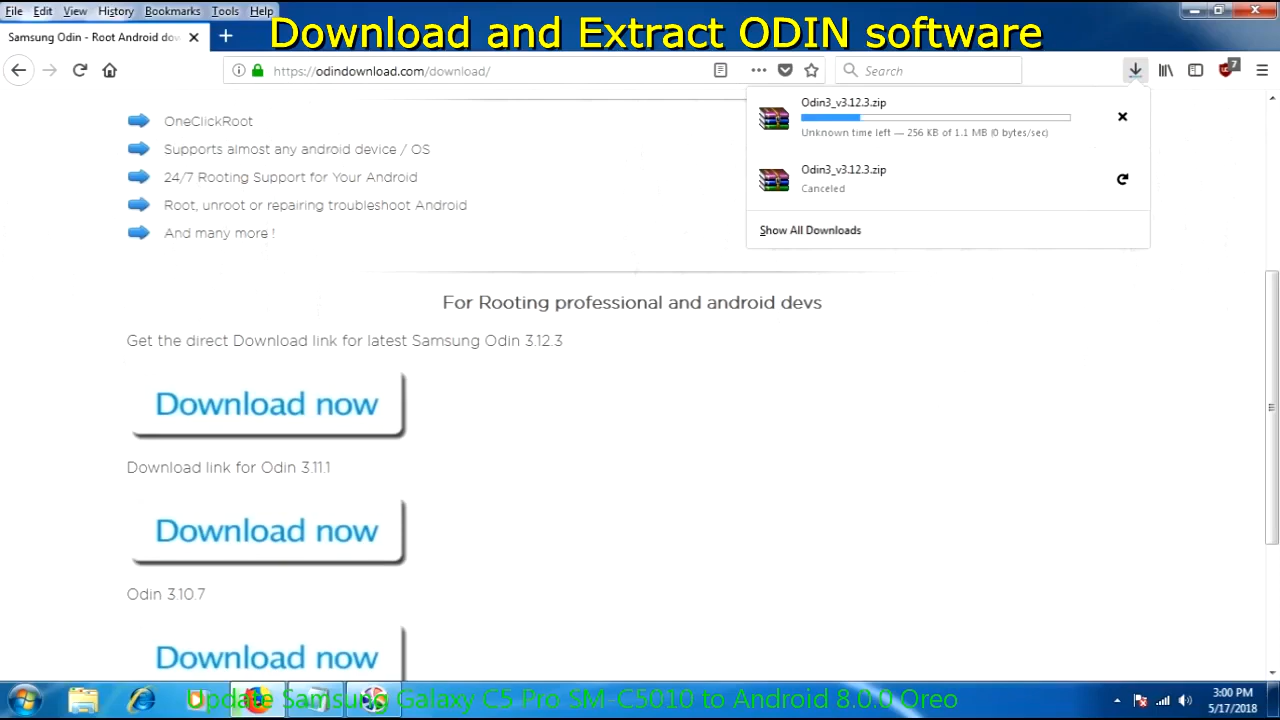 File Edit View History Bookmarks Tools Help
Download and Extract ODIN software
Samsung Odin - Root Android dow
https://odindownload.com/download/
Search
7
OneClickRoot
Supports almost any android device / OS
24/7 Rooting Support for Your Android
Root, unroot or repairing troubleshoot Android
And many more !
Odin3_v3.12.3.zip
Unknown time left — 256 KB of 1.1 MB (0 bytes/sec)
Odin3_v3.12.3.zip
Canceled
Show All Downloads
For Rooting professional and android devs
Get the direct Download link for latest Samsung Odin 3.12.3
Download now
Download link for Odin 3.11.1
Download now
Odin 3.10.7
Download now
Update Samsung Galaxy C5 Pro SM-C5010 to Android 8.0.0 Oreo
3:00 PM
5/17/2018